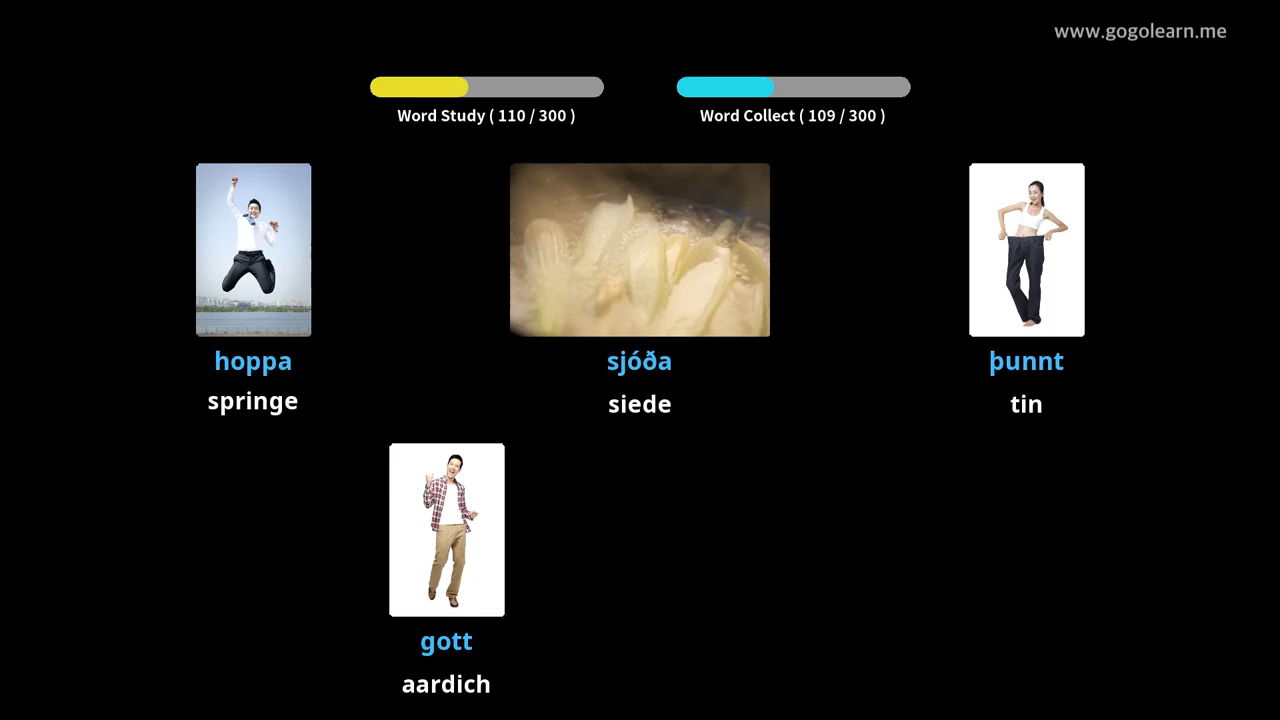 www.gogolearn.me
Word Study ( 110 / 300 )
Word Collect ( 109 / 300 )
hoppa
springe
sjóða
siede
þunnt
tin
gott
aardich